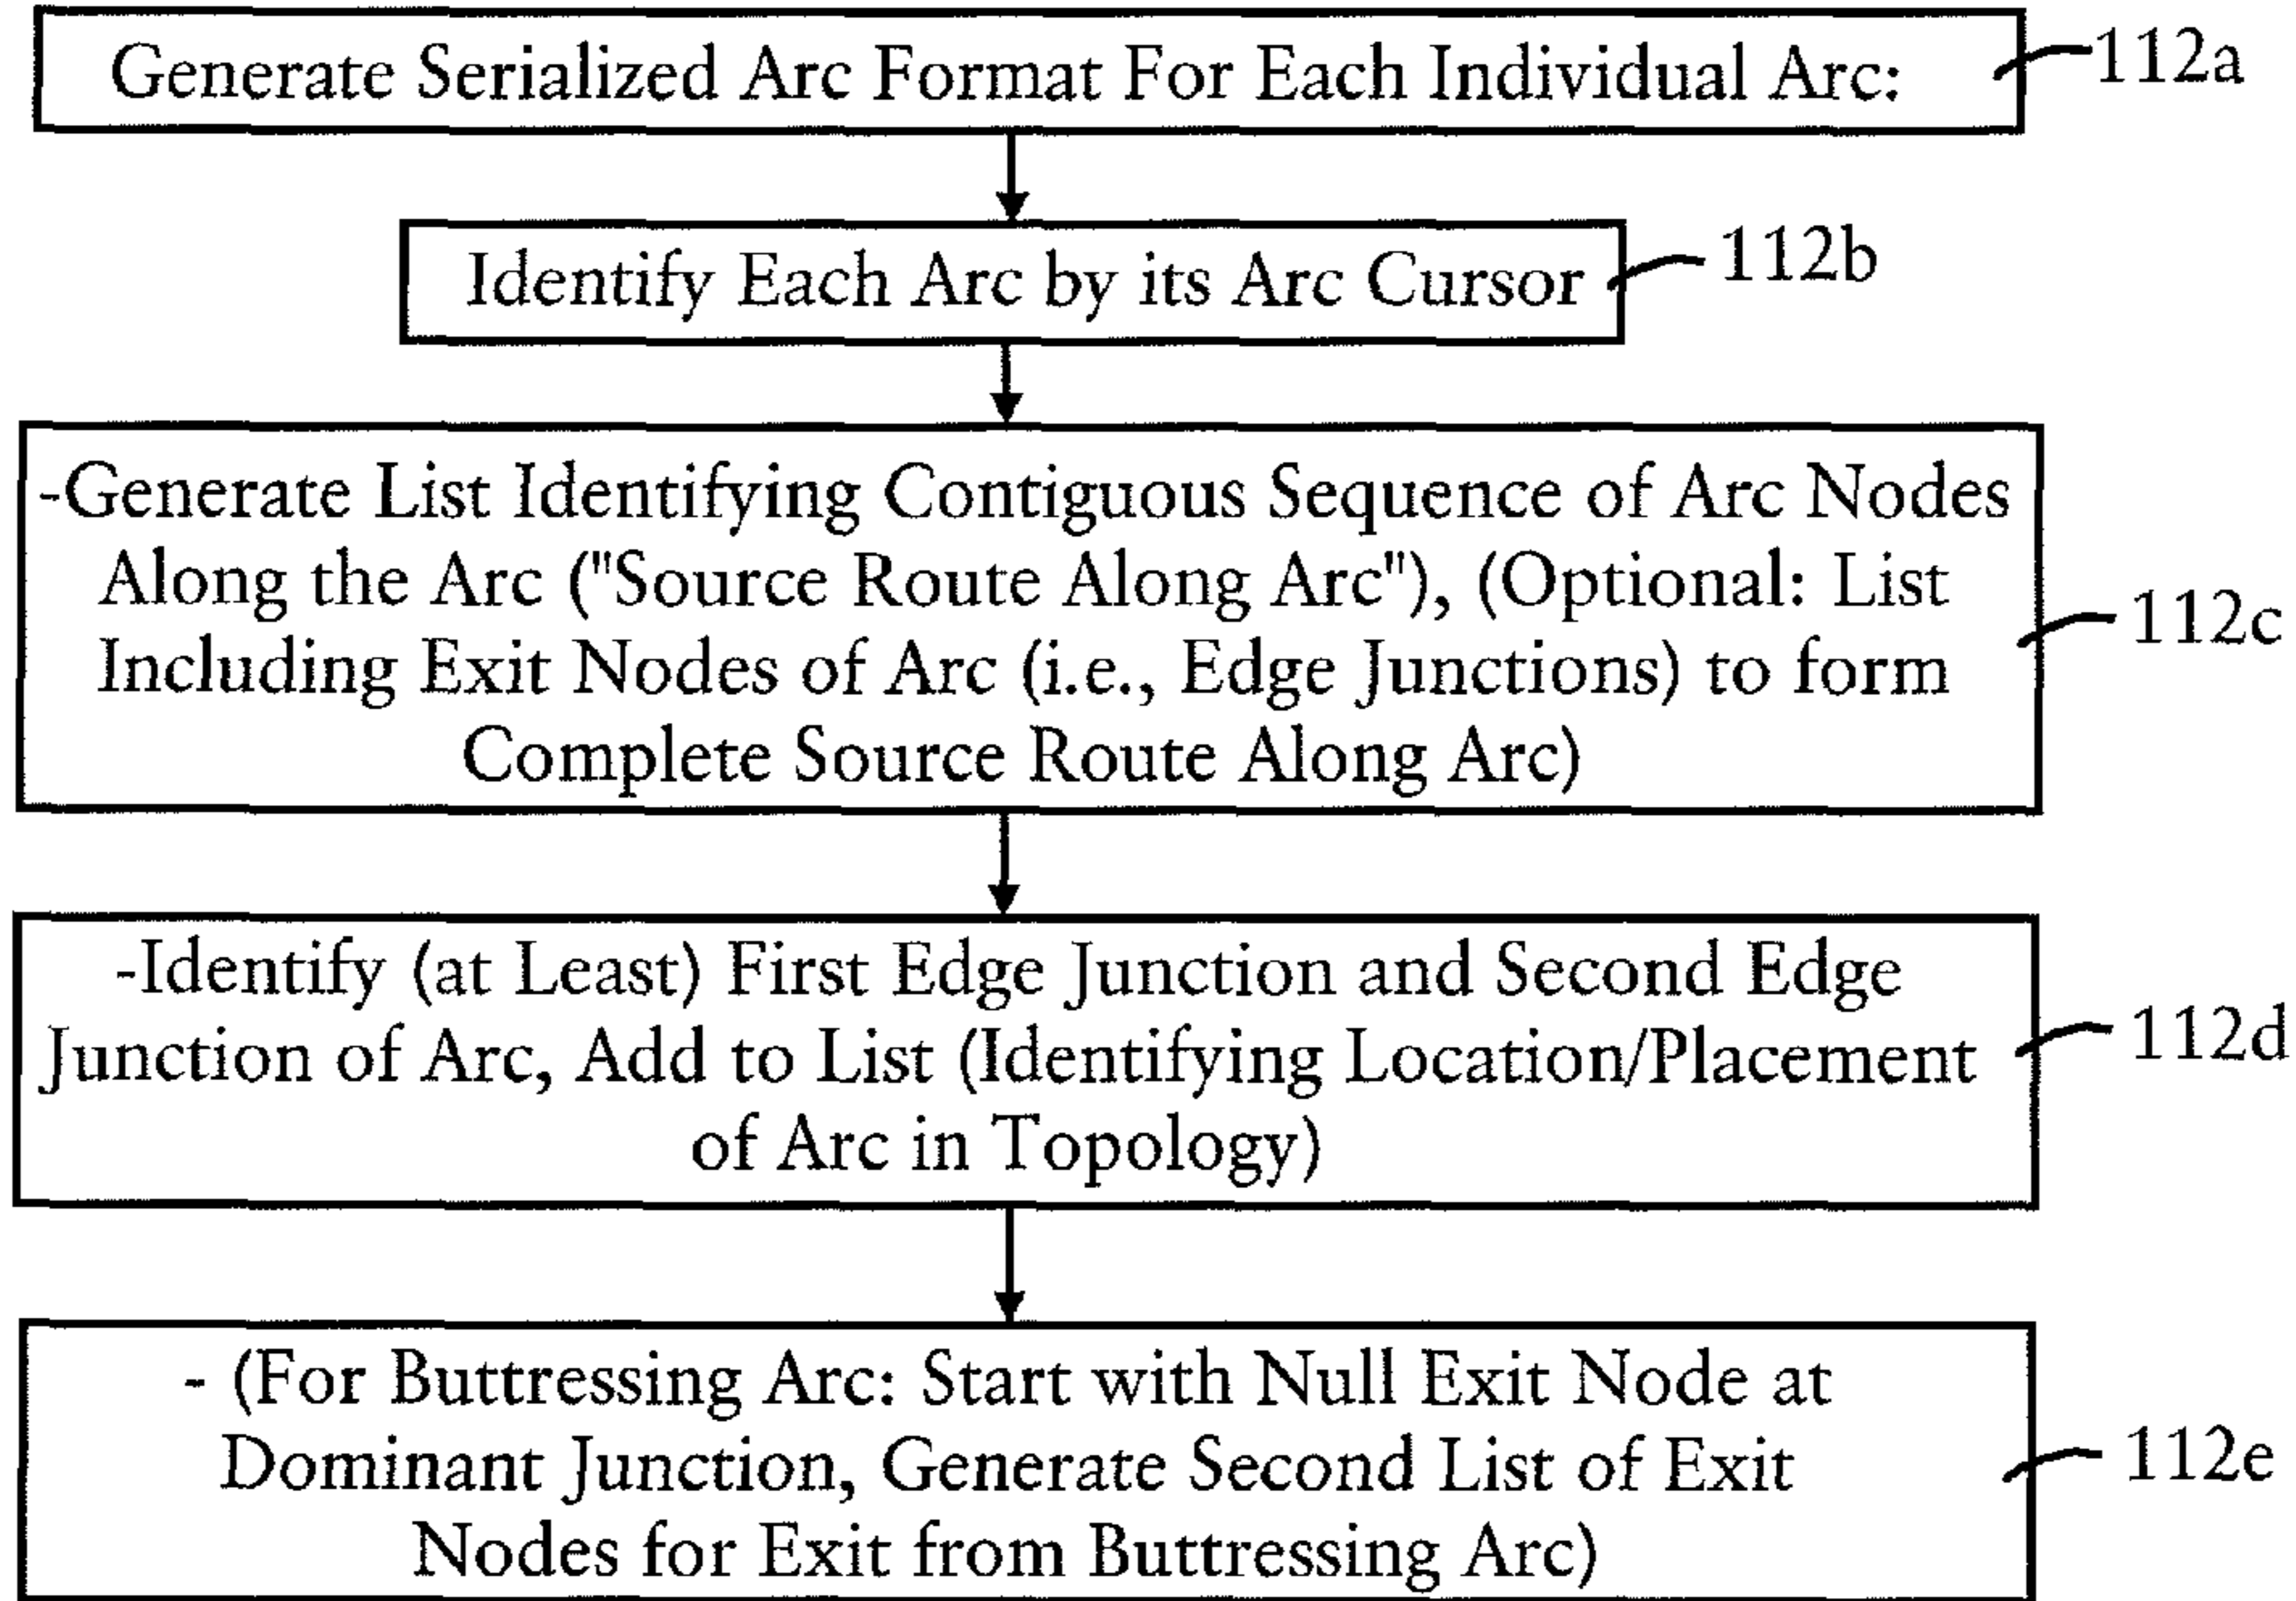 Generate Serialized Arc Format For Each Individual Arc:
112a
Identify Each Arc by its Arc Cursor
112b
-Generate List Identifying Contiguous Sequence of Arc Nodes
Along the Arc ("Source Route Along Arc"), (Optional: List
Including Exit Nodes of Arc (i.e., Edge Junctions) to form
Complete Source Route Along Arc)
112c
-Identify (at Least) First Edge Junction and Second Edge
Junction of Arc, Add to List (Identifying Location/Placement
of Arc in Topology)
112d
- (For Buttressing Arc: Start with Null Exit Node at
Dominant Junction, Generate Second List of Exit
Nodes for Exit from Buttressing Arc)
112e